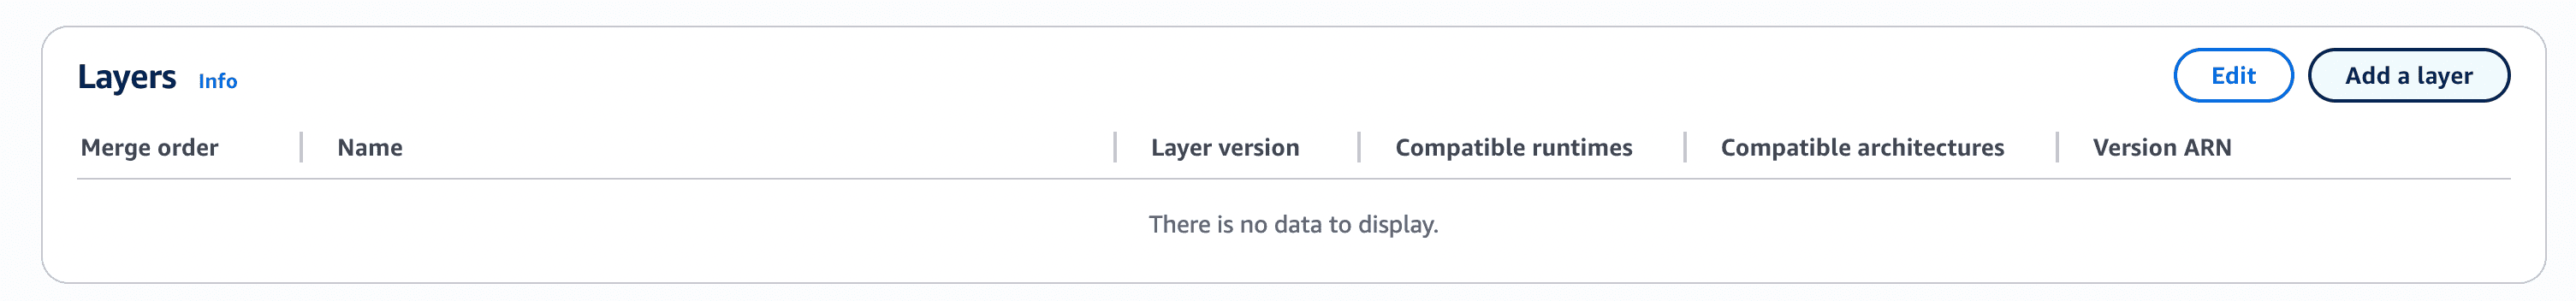 Layers Info Edit Add a layer
Merge order Name Layer version Compatible runtimes Compatible architectures Version ARN
There is no data to display.